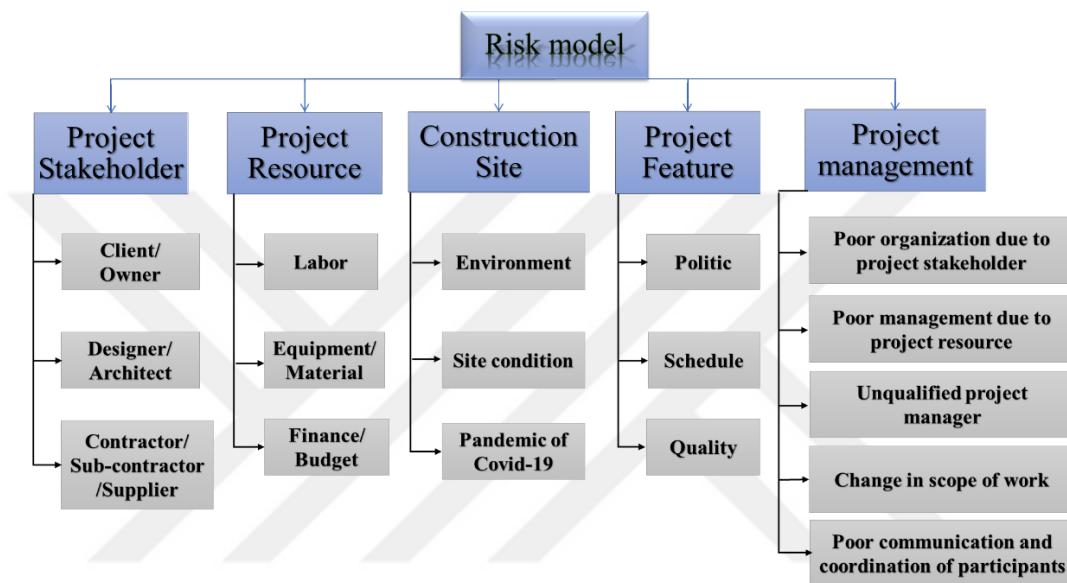 Risk model
Project
Stakeholder
Project
Resource
Construction
Site
Project
Feature
Project
management
Client/
Owner
Designer/
Architect
Contractor/
Sub-contractor
/Supplier
Labor
Equipment/
Material
Finance/
Budget
Environment
Site condition
Pandemic of
Covid-19
Politic
Schedule
Quality
Poor organization due to
project stakeholder
Poor management due to
project resource
Unqualified project
manager
Change in scope of work
Poor communication and
coordination of participants